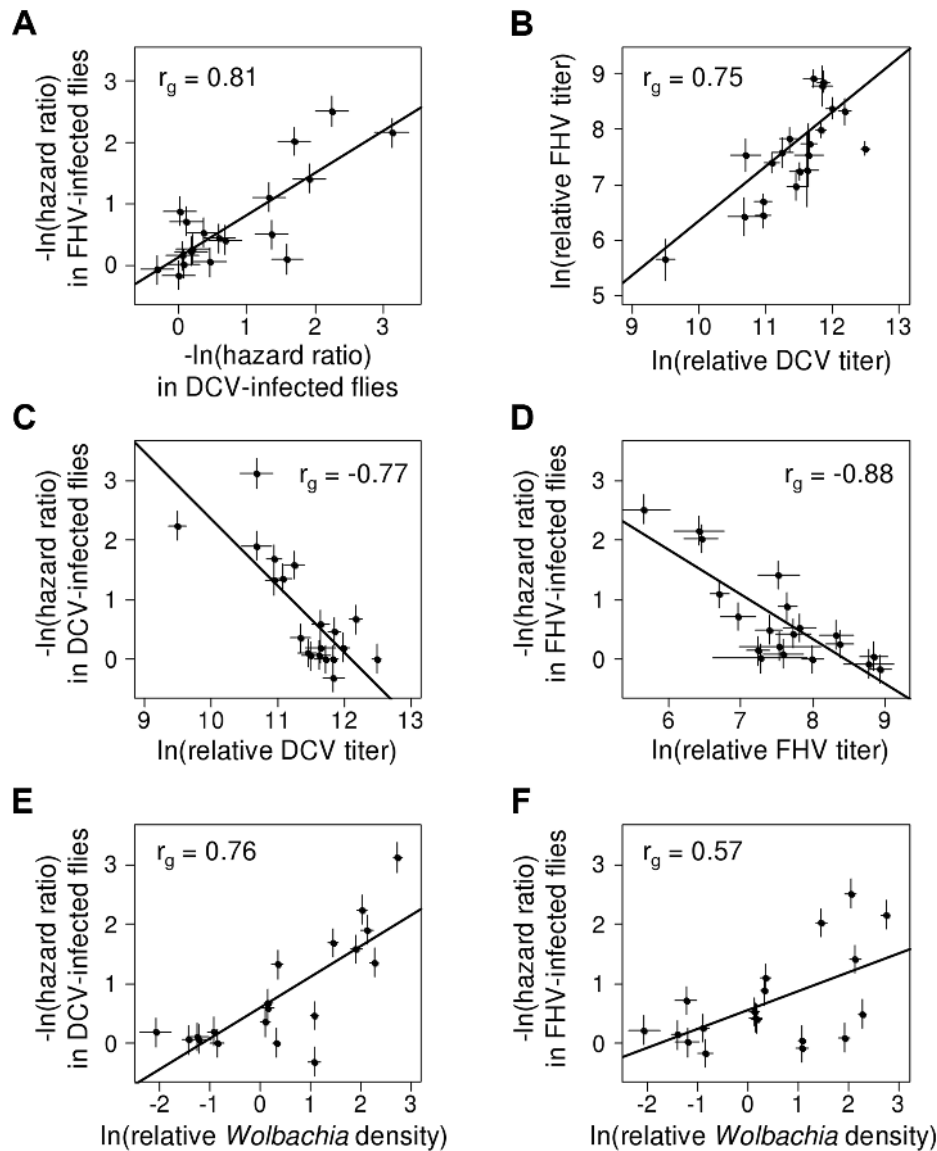 A
r_g = 0.81
-ln(hazard ratio)
in FHV-infected flies
3
2
1
0
0 1 2 3
-ln(hazard ratio)
in DCV-infected flies
B
r_g = 0.75
ln(relative FHV titer)
9
8
7
6
5
9 10 11 12 13
ln(relative DCV titer)
C
r_g = -0.77
-ln(hazard ratio)
in DCV-infected flies
3
2
1
0
9 10 11 12 13
ln(relative DCV titer)
D
r_g = -0.88
-ln(hazard ratio)
in FHV-infected flies
3
2
1
0
6 7 8 9
ln(relative FHV titer)
E
r_g = 0.76
-ln(hazard ratio)
in DCV-infected flies
3
2
1
0
-2 -1 0 1 2 3
ln(relative Wolbachia density)
F
r_g = 0.57
-ln(hazard ratio)
in FHV-infected flies
3
2
1
0
-2 -1 0 1 2 3
ln(relative Wolbachia density)